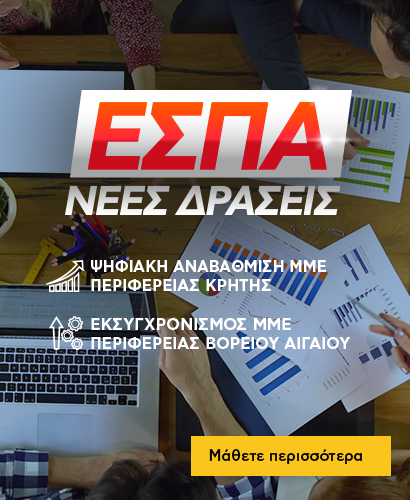 ΕΣΠΑ
ΝΕΕΣ ΔΡΑΣΕΙΣ
ΨΗΦΙΑΚΗ ΑΝΑΒΑΘΜΙΣΗ ΜΜΕ
ΠΕΡΙΦΕΡΕΙΑΣ ΚΡΗΤΗΣ
ΕΚΣΥΓΧΡΟΝΙΣΜΟΣ ΜΜΕ
ΠΕΡΙΦΕΡΕΙΑΣ ΒΟΡΕΙΟΥ ΑΙΓΑΙΟΥ
Μάθετε περισσότερα